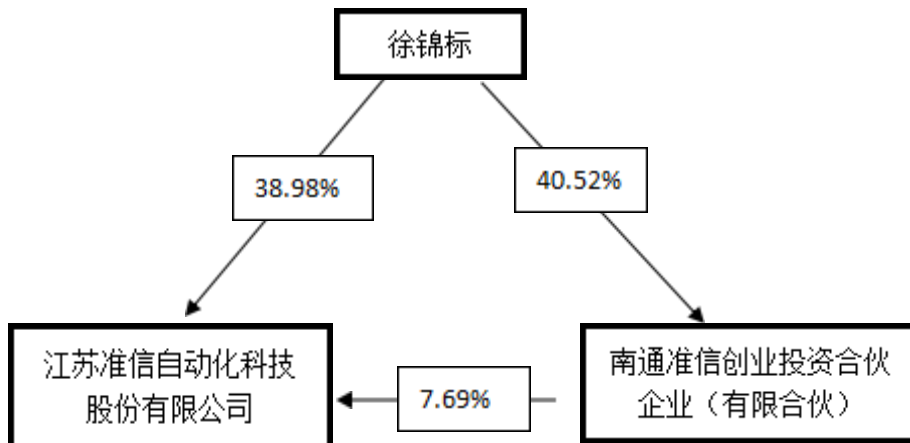 徐锦标
38.98%
40.52%
江苏准信自动化科技
股份有限公司
7.69%
南通准信创业投资合伙
企业（有限合伙）